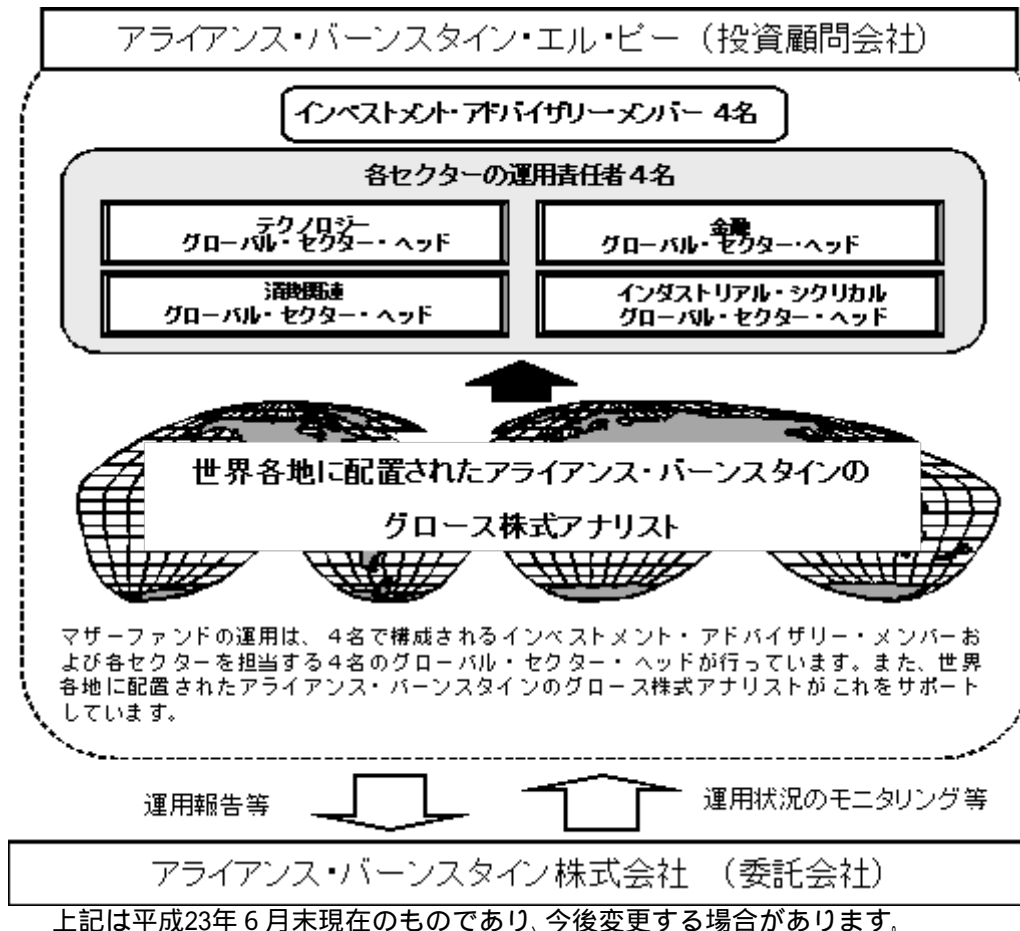 アライアンス・バーンスタイン・エル・ピー (投資顧問会社)
インベストメント・アドバイザリー・メンバー 4名
各セクターの運用責任者4名
テクノロジー
グローバル・セクター・ヘッド
金融
グローバル・セクター・ヘッド
消費関連
グローバル・セクター・ヘッド
インダストリアル・シクリカル
グローバル・セクター・ヘッド
世界各地に配置されたアライアンス・バーンスタインの
グロース株式アナリスト
マザーファンドの運用は、4名で構成されるインベストメント・アドバイザリー・メンバーお
よび各セクターを担当する4名のグローバル・セクター・ヘッドが行っています。また、世界
各地に配置されたアライアンス・バーンスタインのグロース株式アナリストがこれをサポート
しています。
運用報告等
運用状況のモニタリング等
アライアンス・バーンスタイン株式会社 (委託会社)
上記は平成23年6月末現在のものであり、今後変更する場合があります。